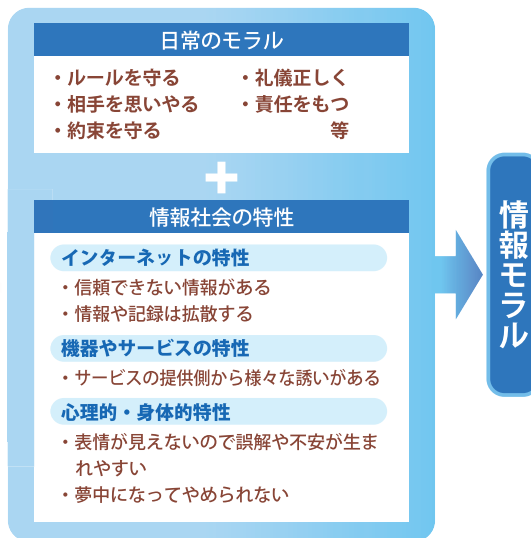 日常のモラル
・ルールを守る
・相手を思いやる
・約束を守る
・礼儀正しく
・責任をもつ
等
+
情報社会の特性
インターネットの特性
・信頼できない情報がある
・情報や記録は拡散する
機器やサービスの特性
・サービスの提供側から様々な誘いがある
心理的・身体的特性
・表情が見えないので誤解や不安が生ま
れやすい
・夢中になってやめられない
情報モラル